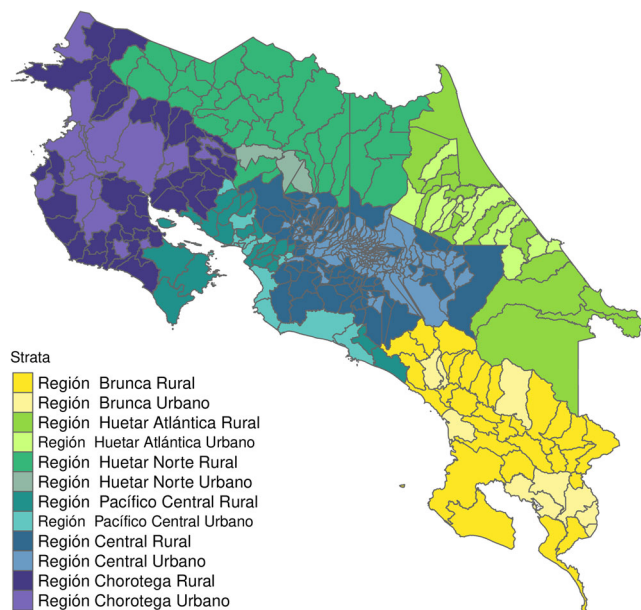 Strata
Región Brunca Rural
Región Brunca Urbano
Región Huetar Atlántica Rural
Región Huetar Atlántica Urbano
Región Huetar Norte Rural
Región Huetar Norte Urbano
Región Pacífico Central Rural
Región Pacífico Central Urbano
Región Central Rural
Región Central Urbano
Región Chorotega Rural
Región Chorotega Urbano